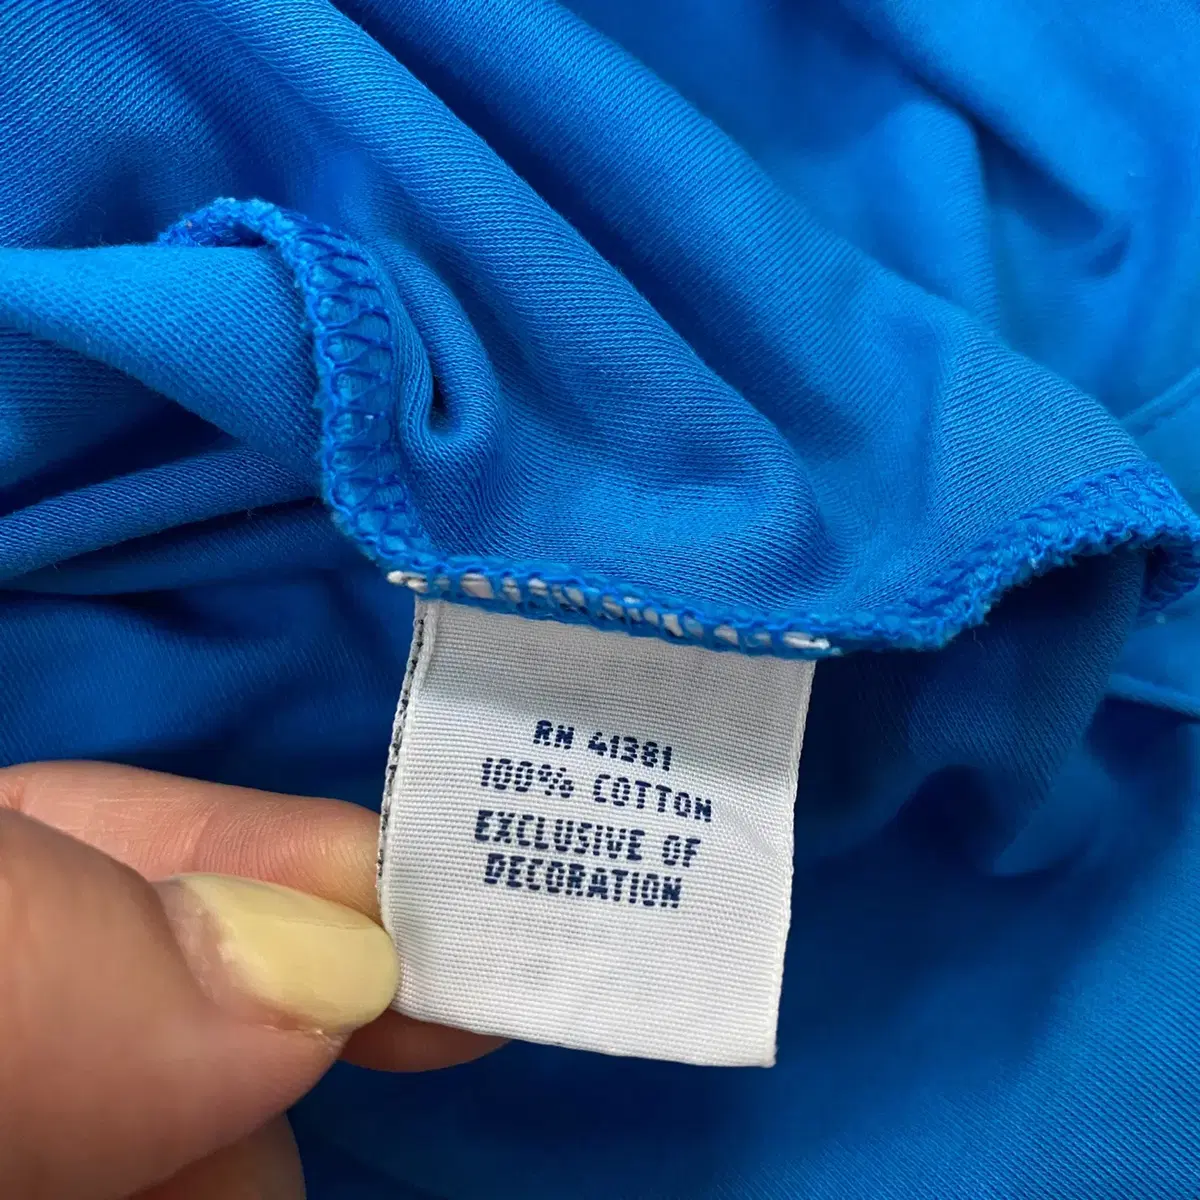 RN 41381
100% COTTON
EXCLUSIVE OF
DECORATION